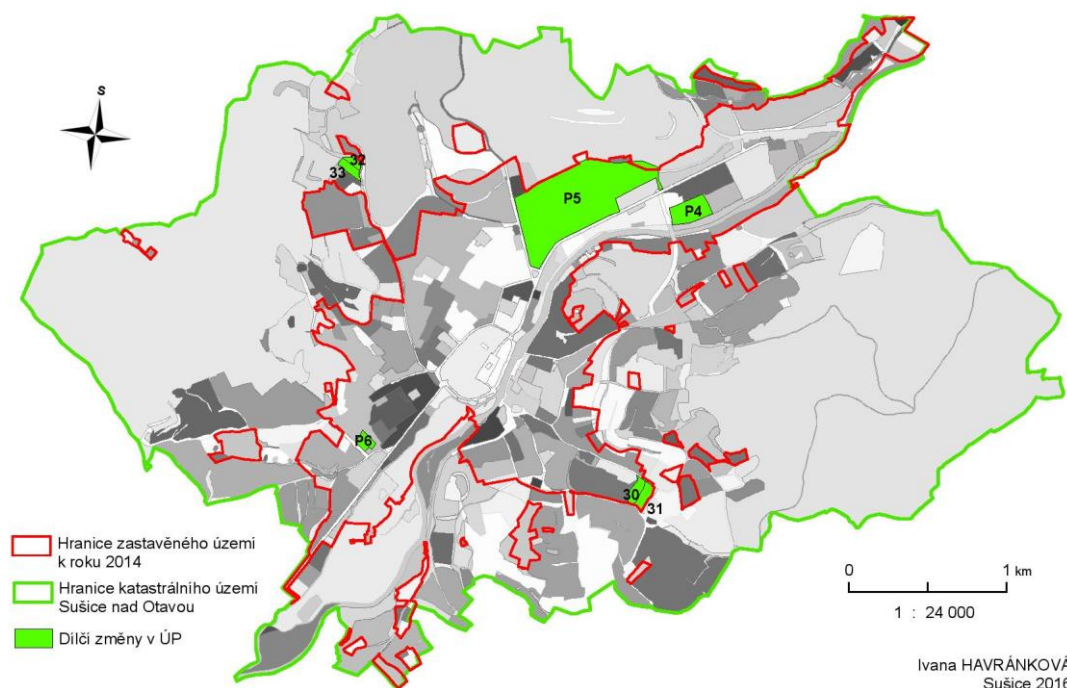 S
32
33
P5
P4
P6
30
31
Hranice zastavěného území
k roku 2014
Hranice katastrálního území
Sušice nad Otavou
Dílčí změny v ÚP
0 1 km
1 : 24 000
Ivana HAVRÁNKOVÁ
Sušice 2016